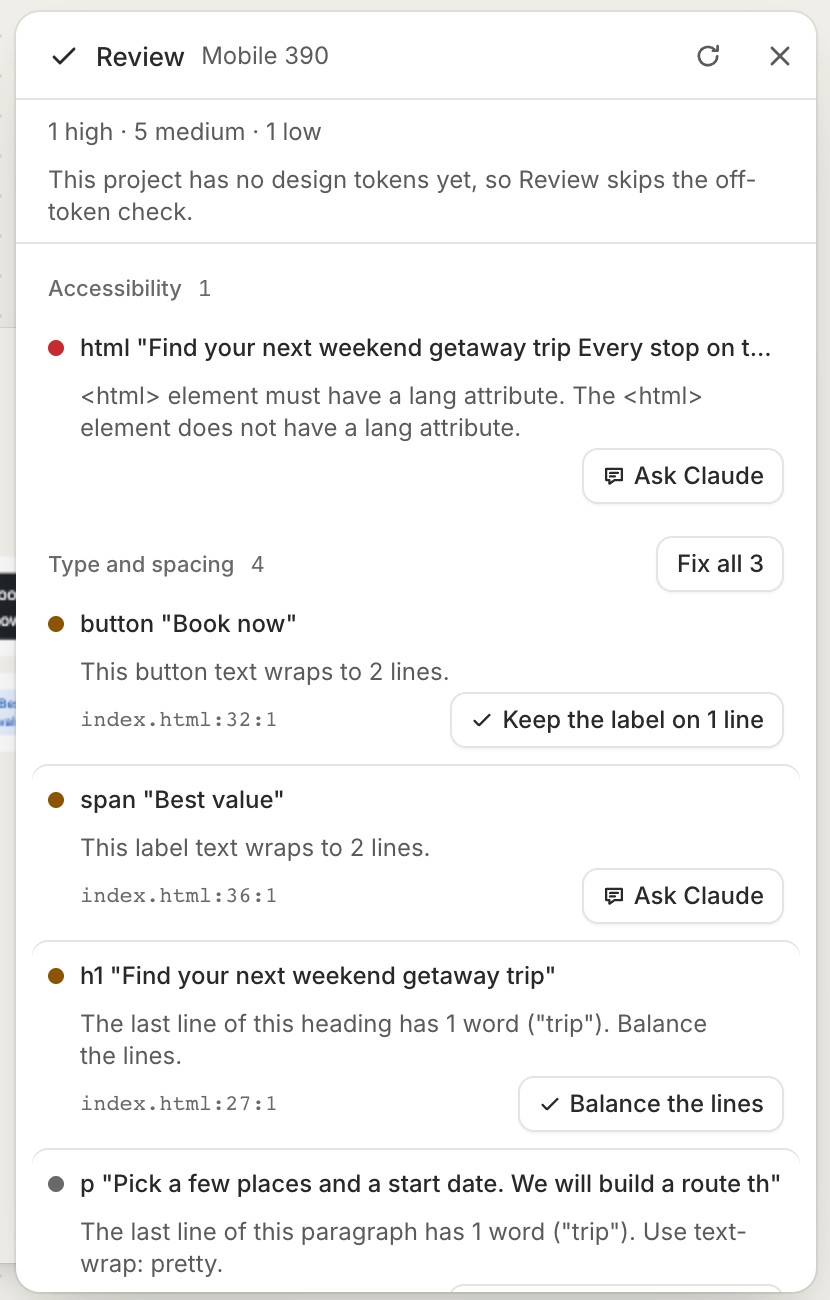 Review Mobile 390
1 high · 5 medium · 1 low
This project has no design tokens yet, so Review skips the off-
token check.
Accessibility 1
html "Find your next weekend getaway trip Every stop on t...
<html> element must have a lang attribute. The <html>
element does not have a lang attribute.
Ask Claude
Type and spacing 4
Fix all 3
button "Book now"
This button text wraps to 2 lines.
index.html:32:1
Keep the label on 1 line
span "Best value"
This label text wraps to 2 lines.
index.html:36:1
Ask Claude
h1 "Find your next weekend getaway trip"
The last line of this heading has 1 word ("trip"). Balance
the lines.
index.html:27:1
Balance the lines
p "Pick a few places and a start date. We will build a route th"
The last line of this paragraph has 1 word ("trip"). Use text-
wrap: pretty.